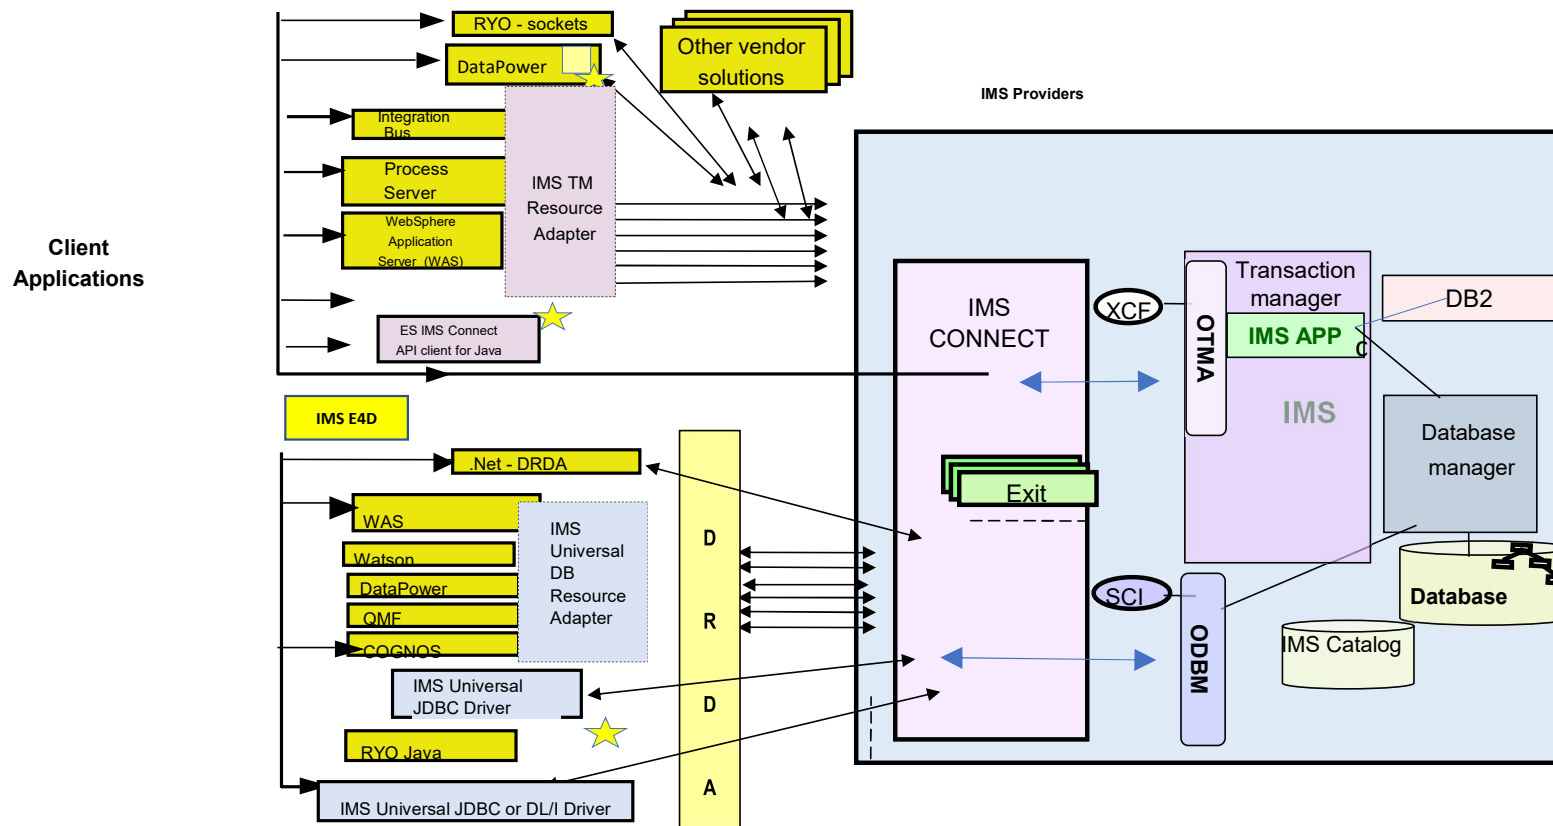 RYO - sockets
DataPower
Other vendor
solutions
IMS Providers
Integration
Bus
Process
Server
WebSphere
Application
Server (WAS)
IMS TM
Resource
Adapter
Client
Applications
ES IMS Connect
API client for Java
IMS
CONNECT
XCF
OTMA
Transaction
manager
IMS APP
C
IMS
DB2
Database
manager
IMS E4D
.Net - DRDA
Exit
WAS
Watson
DataPower
QMF
COGNOS
IMS
Universal
DB
Resource
Adapter
D
R
D
A
SCI
ODBM
Database
IMS Catalog
IMS Universal
JDBC Driver
RYO Java
IMS Universal JDBC or DL/I Driver